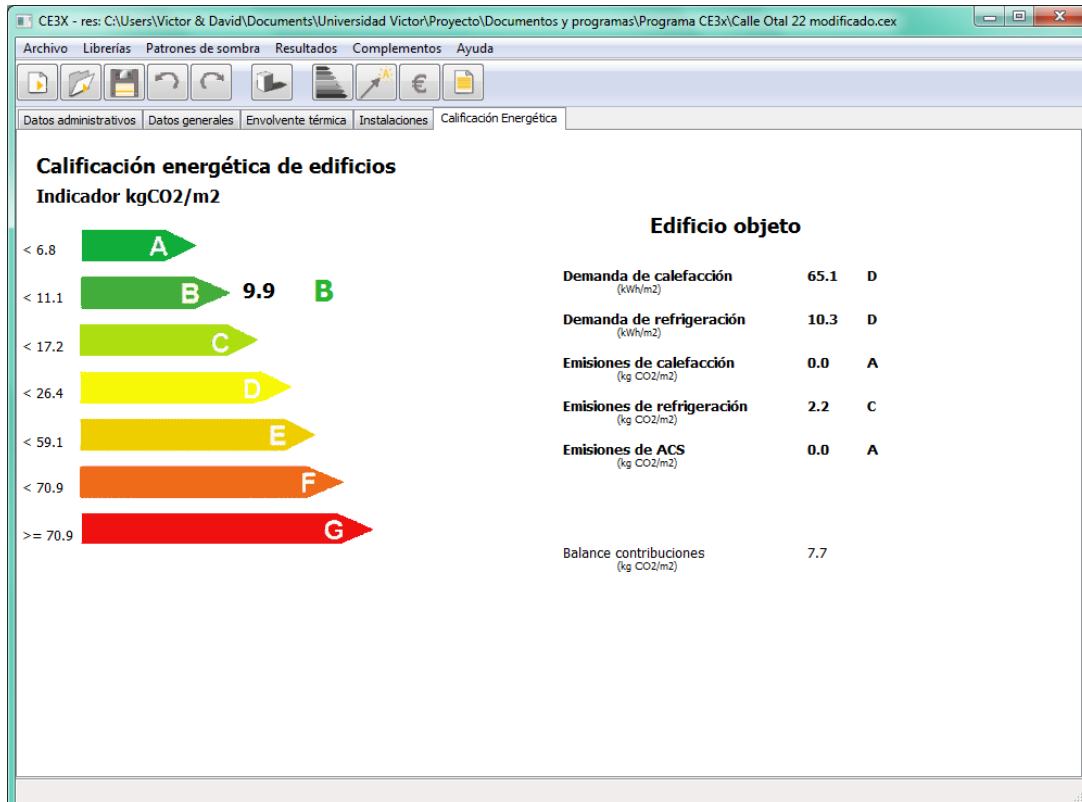 CE3X - res: C:\Users\Victor & David\Documents\Universidad Victor\Proyecto\Documentos y programas\Programa CE3x\Calle Otal 22 modificado.cex
Archivo Librerías Patrones de sombra Resultados Complementos Ayuda
Datos administrativos Datos generales Envolvente térmica Instalaciones Calificación Energética
Calificación energética de edificios
Indicador kgCO2/m2
< 6.8 A
< 11.1 B 9.9 B
< 17.2 C
< 26.4 D
< 59.1 E
< 70.9 F
>= 70.9 G
Edificio objeto
Demanda de calefacción 65.1 D
(kWh/m2)
Demanda de refrigeración 10.3 D
(kWh/m2)
Emisiones de calefacción 0.0 A
(kg CO2/m2)
Emisiones de refrigeración 2.2 C
(kg CO2/m2)
Emisiones de ACS 0.0 A
(kg CO2/m2)
Balance contribuciones 7.7
(kg CO2/m2)